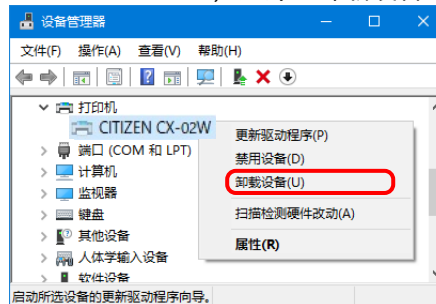 设备管理器
文件(F) 操作(A) 查看(V) 帮助(H)
打印机
CITIZEN CX-02W
端口 (COM 和 LPT)
计算机
监视器
键盘
其他设备
人体学输入设备
软件设备
更新驱动程序(P)
禁用设备(D)
卸载设备(U)
扫描检测硬件改动(A)
属性(R)
启动所选设备的更新驱动程序向导。